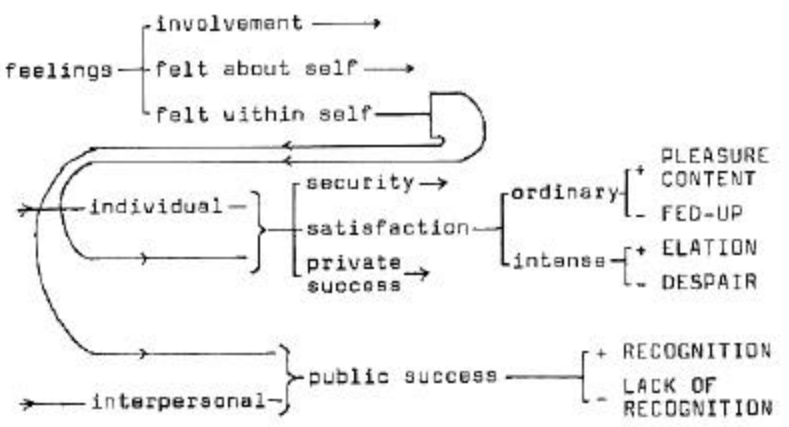 involvement
feelings
felt about self
felt within self
PLEASURE
+
CONTENT
ordinary
individual
security
- FED-UP
satisfaction
+ ELATION
private
intense
success
- DESPAIR
+ RECOGNITION
public success
LACK OF
interpersonal
-
RECOGNITION